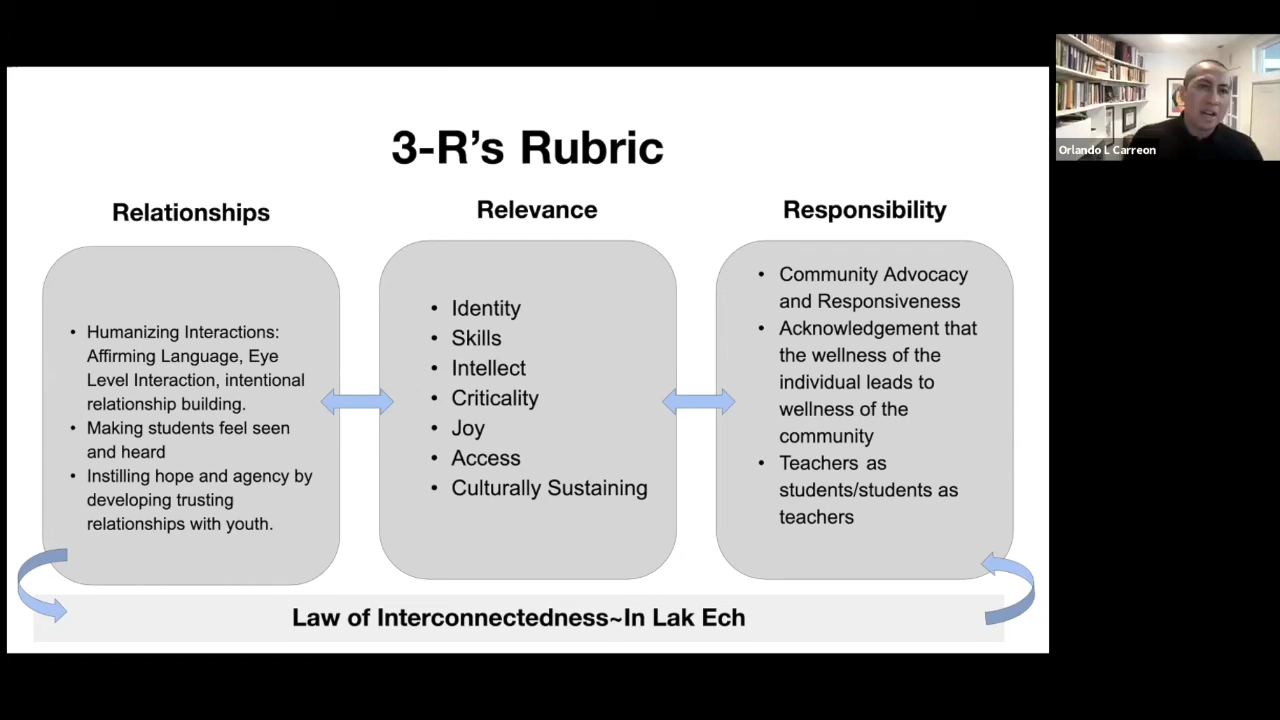 3-R's Rubric
Relationships
Humanizing Interactions:
Affirming Language, Eye
Level Interaction, intentional
relationship building.
Making students feel seen
and heard
Instilling hope and agency by
developing trusting
relationships with youth.
Relevance
Identity
Skills
Intellect
Criticality
Joy
Access
Culturally Sustaining
Responsibility
Community Advocacy
and Responsiveness
Acknowledgement that
the wellness of the
individual leads to
wellness of the
community
Teachers as
students/students as
teachers
Law of Interconnectedness~In Lak Ech
Orlando L Carreon